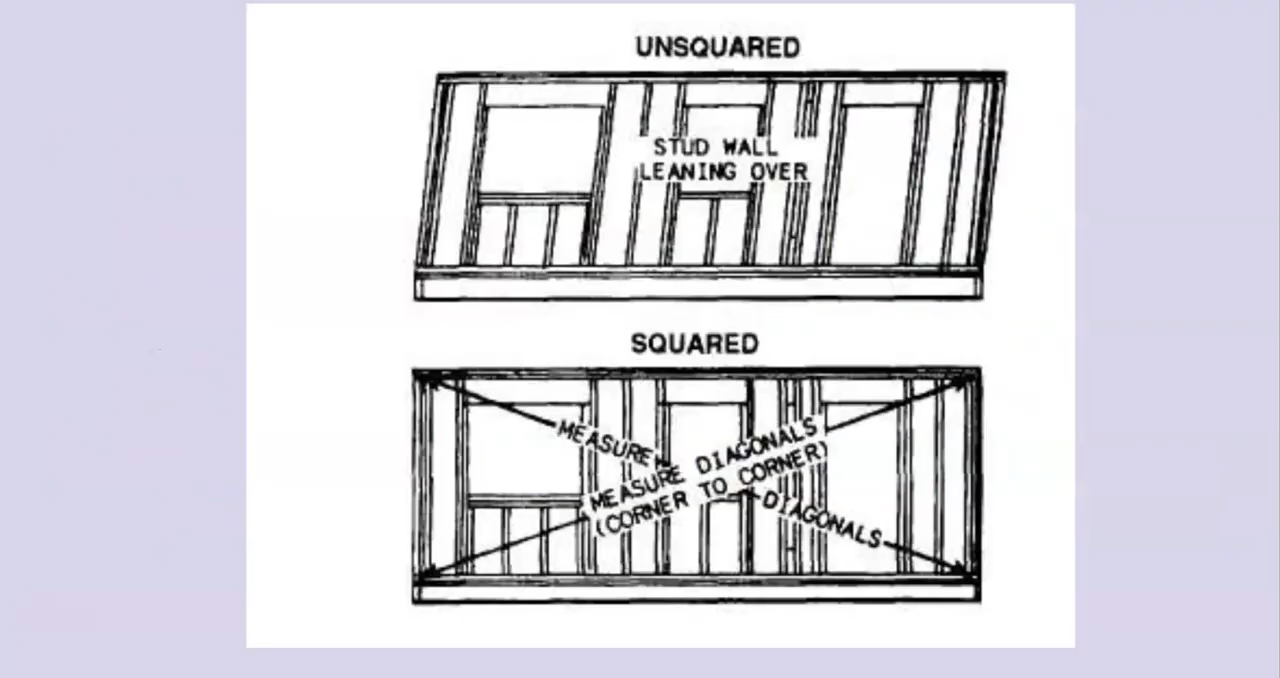 UNSQUARED
STUD WALL
LEANING OVER
SQUARED
MEASURE
MEASURE DIAGONALS
(CORNER TO CORNER)
DIAGONALS